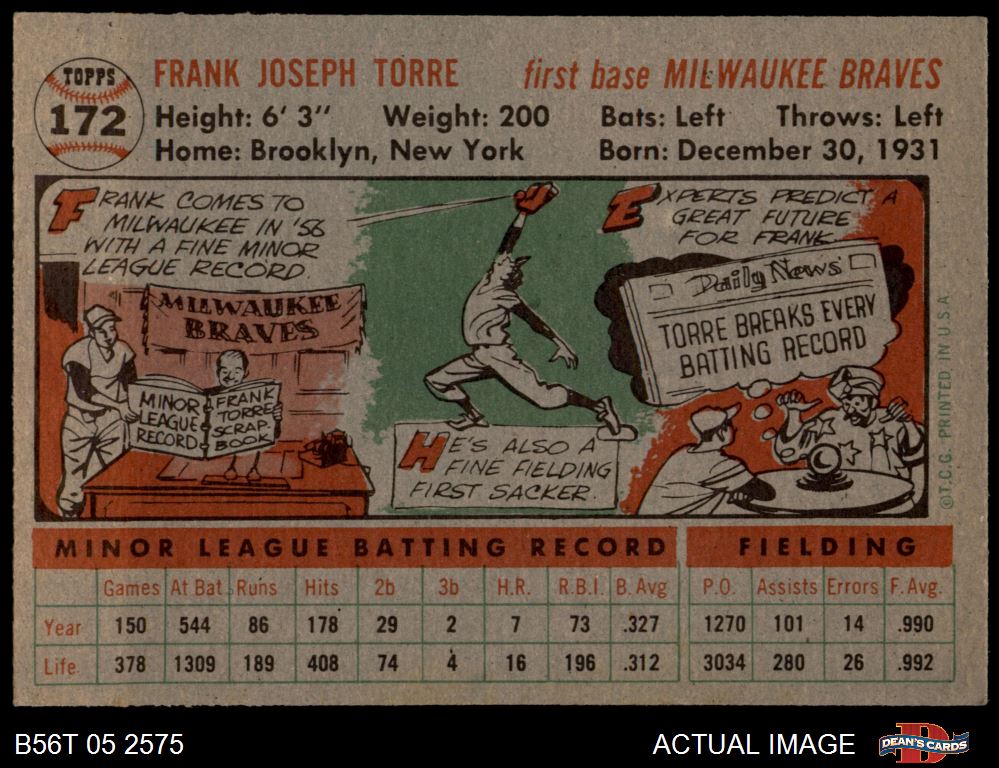 TOPPS
172
FRANK JOSEPH TORRE first base MILWAUKEE BRAVES
Height: 6' 3" Weight: 200 Bats: Left Throws: Left
Home: Brooklyn, New York Born: December 30, 1931
FRANK COMES TO
MILWAUKEE IN '56
WITH A FINE MINOR
LEAGUE RECORD.
MILWAUKEE
BRAVES
MINOR
LEAGUE
RECORD
FRANK
TORRE
SCRAP-
BOOK
HE'S ALSO A
FINE FIELDING
FIRST SACKER.
EXPERTS PREDICT A
GREAT FUTURE
FOR FRANK.
Daily News
TORRE BREAKS EVERY
BATTING RECORD
©T.C.G. PRINTED IN U.S.A.
MINOR LEAGUE BATTING RECORD FIELDING
Games At Bat Runs Hits 2b 3b H.R. R.B.I. B. Avg P.O. Assists Errors F. Avg.
Year 150 544 86 178 29 2 7 73 .327 1270 101 14 .990
Life 378 1309 189 408 74 4 16 196 .312 3034 280 26 .992
B56T 05 2575 ACTUAL IMAGE DEAN'S CARDS